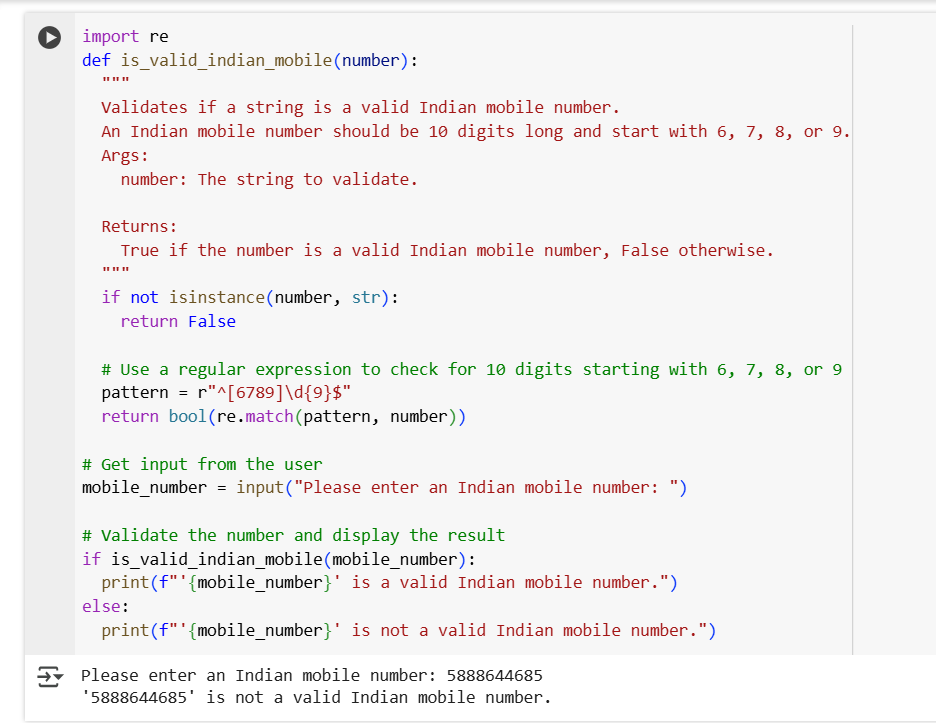 import re
def is_valid_indian_mobile(number):
  """
  Validates if a string is a valid Indian mobile number.
  An Indian mobile number should be 10 digits long and start with 6, 7, 8, or 9.
  Args:
    number: The string to validate.

  Returns:
    True if the number is a valid Indian mobile number, False otherwise.
  """
  if not isinstance(number, str):
    return False

  # Use a regular expression to check for 10 digits starting with 6, 7, 8, or 9
  pattern = r"^[6789]\d{9}$"
  return bool(re.match(pattern, number))

# Get input from the user
mobile_number = input("Please enter an Indian mobile number: ")

# Validate the number and display the result
if is_valid_indian_mobile(mobile_number):
  print(f"'{mobile_number}' is a valid Indian mobile number.")
else:
  print(f"'{mobile_number}' is not a valid Indian mobile number.")
Please enter an Indian mobile number: 5888644685
'5888644685' is not a valid Indian mobile number.